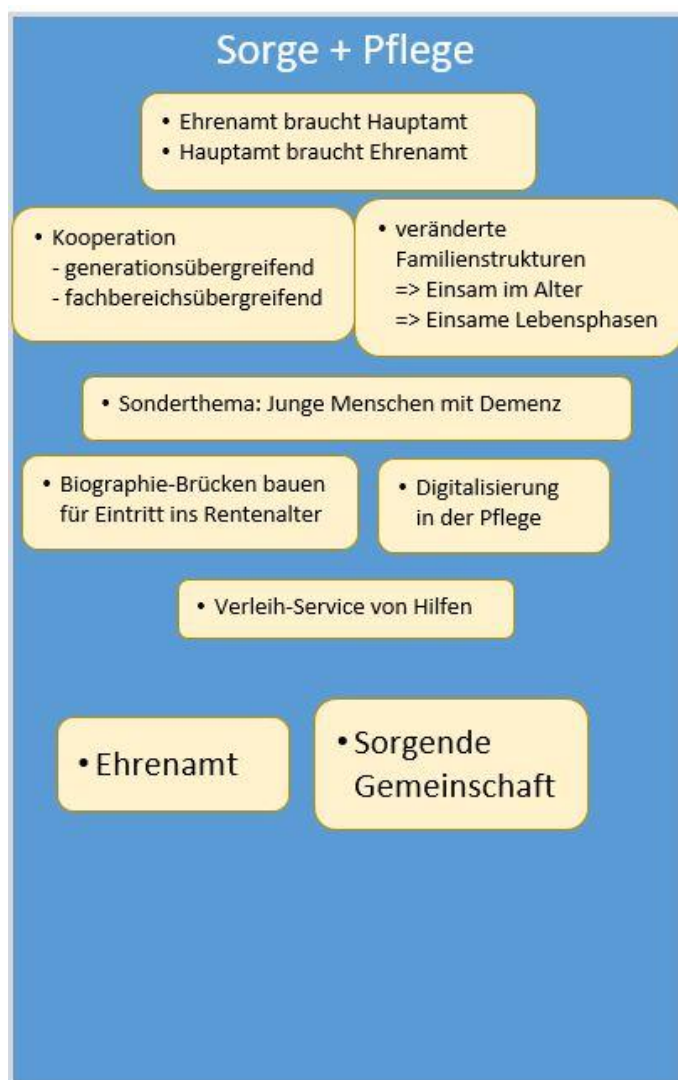 Sorge + Pflege
• Ehrenamt braucht Hauptamt
• Hauptamt braucht Ehrenamt
• Kooperation
- generationsübergreifend
- fachbereichsübergreifend
• veränderte
Familienstrukturen
=> Einsam im Alter
=> Einsame Lebensphasen
• Sonderthema: Junge Menschen mit Demenz
• Biographie-Brücken bauen
für Eintritt ins Rentenalter
• Digitalisierung
in der Pflege
• Verleih-Service von Hilfen
• Ehrenamt
• Sorgende
Gemeinschaft